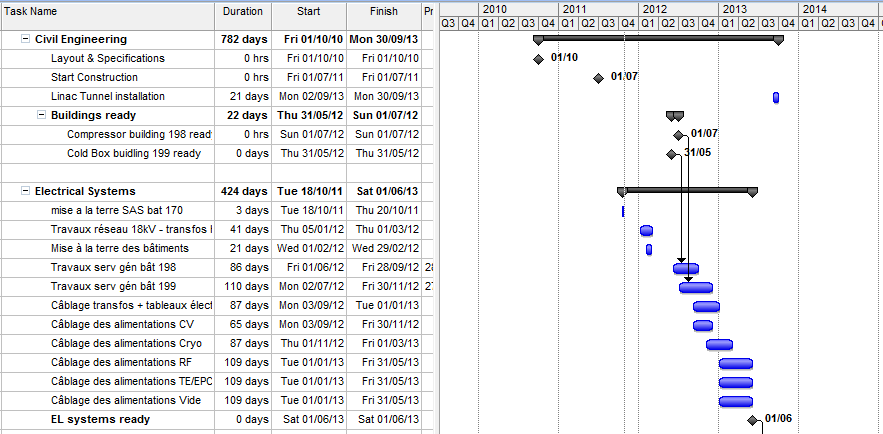 Task Name Duration Start Finish Pr 2010 2011 2012 2013 2014
Q3 Q4 Q1 Q2 Q3 Q4 Q1 Q2 Q3 Q4 Q1 Q2 Q3 Q4 Q1 Q2 Q3 Q4 Q1 Q2 Q3 Q4
Civil Engineering 782 days Fri 01/10/10 Mon 30/09/13
Layout & Specifications 0 hrs Fri 01/10/10 Fri 01/10/10 01/10
Start Construction 0 hrs Fri 01/07/11 Fri 01/07/11 01/07
Linac Tunnel installation 21 days Mon 02/09/13 Mon 30/09/13
Buildings ready 22 days Thu 31/05/12 Sun 01/07/12
Compressor building 198 ready 0 hrs Sun 01/07/12 Sun 01/07/12 01/07
Cold Box buidling 199 ready 0 days Thu 31/05/12 Thu 31/05/12 31/05
Electrical Systems 424 days Tue 18/10/11 Sat 01/06/13
mise a la terre SAS bat 170 3 days Tue 18/10/11 Thu 20/10/11
Travaux réseau 18kV - transfos 41 days Thu 05/01/12 Thu 01/03/12
Mise à la terre des bâtiments 21 days Wed 01/02/12 Wed 29/02/12
Travaux serv gén bât 198 86 days Fri 01/06/12 Fri 28/09/12 28
Travaux serv gén bât 199 110 days Mon 02/07/12 Fri 30/11/12 27
Câblage transfos + tableaux élect 87 days Mon 03/09/12 Tue 01/01/13
Câblage des alimentations CV 65 days Mon 03/09/12 Fri 30/11/12
Câblage des alimentations Cryo 87 days Thu 01/11/12 Fri 01/03/13
Câblage des alimentations RF 109 days Tue 01/01/13 Fri 31/05/13
Câblage des alimentations TE/EPC 109 days Tue 01/01/13 Fri 31/05/13
Câblage des alimentations Vide 109 days Tue 01/01/13 Fri 31/05/13
EL systems ready 0 days Sat 01/06/13 Sat 01/06/13 01/06